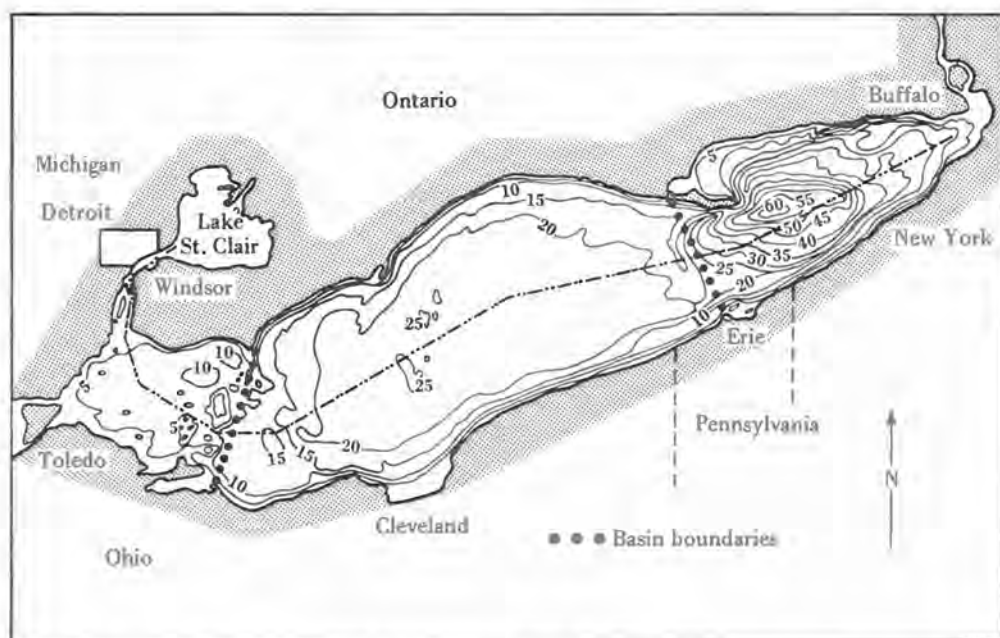 Ontario
Buffalo
Michigan
Detroit
Lake
St. Clair
Windsor
New York
Erie
Pennsylvania
Toledo
Cleveland
Ohio
N
Basin boundaries
5
10
15
20
60
55
50
45
40
35
30
25
20
10
25
25
10
10
5
5
15
15
20
10